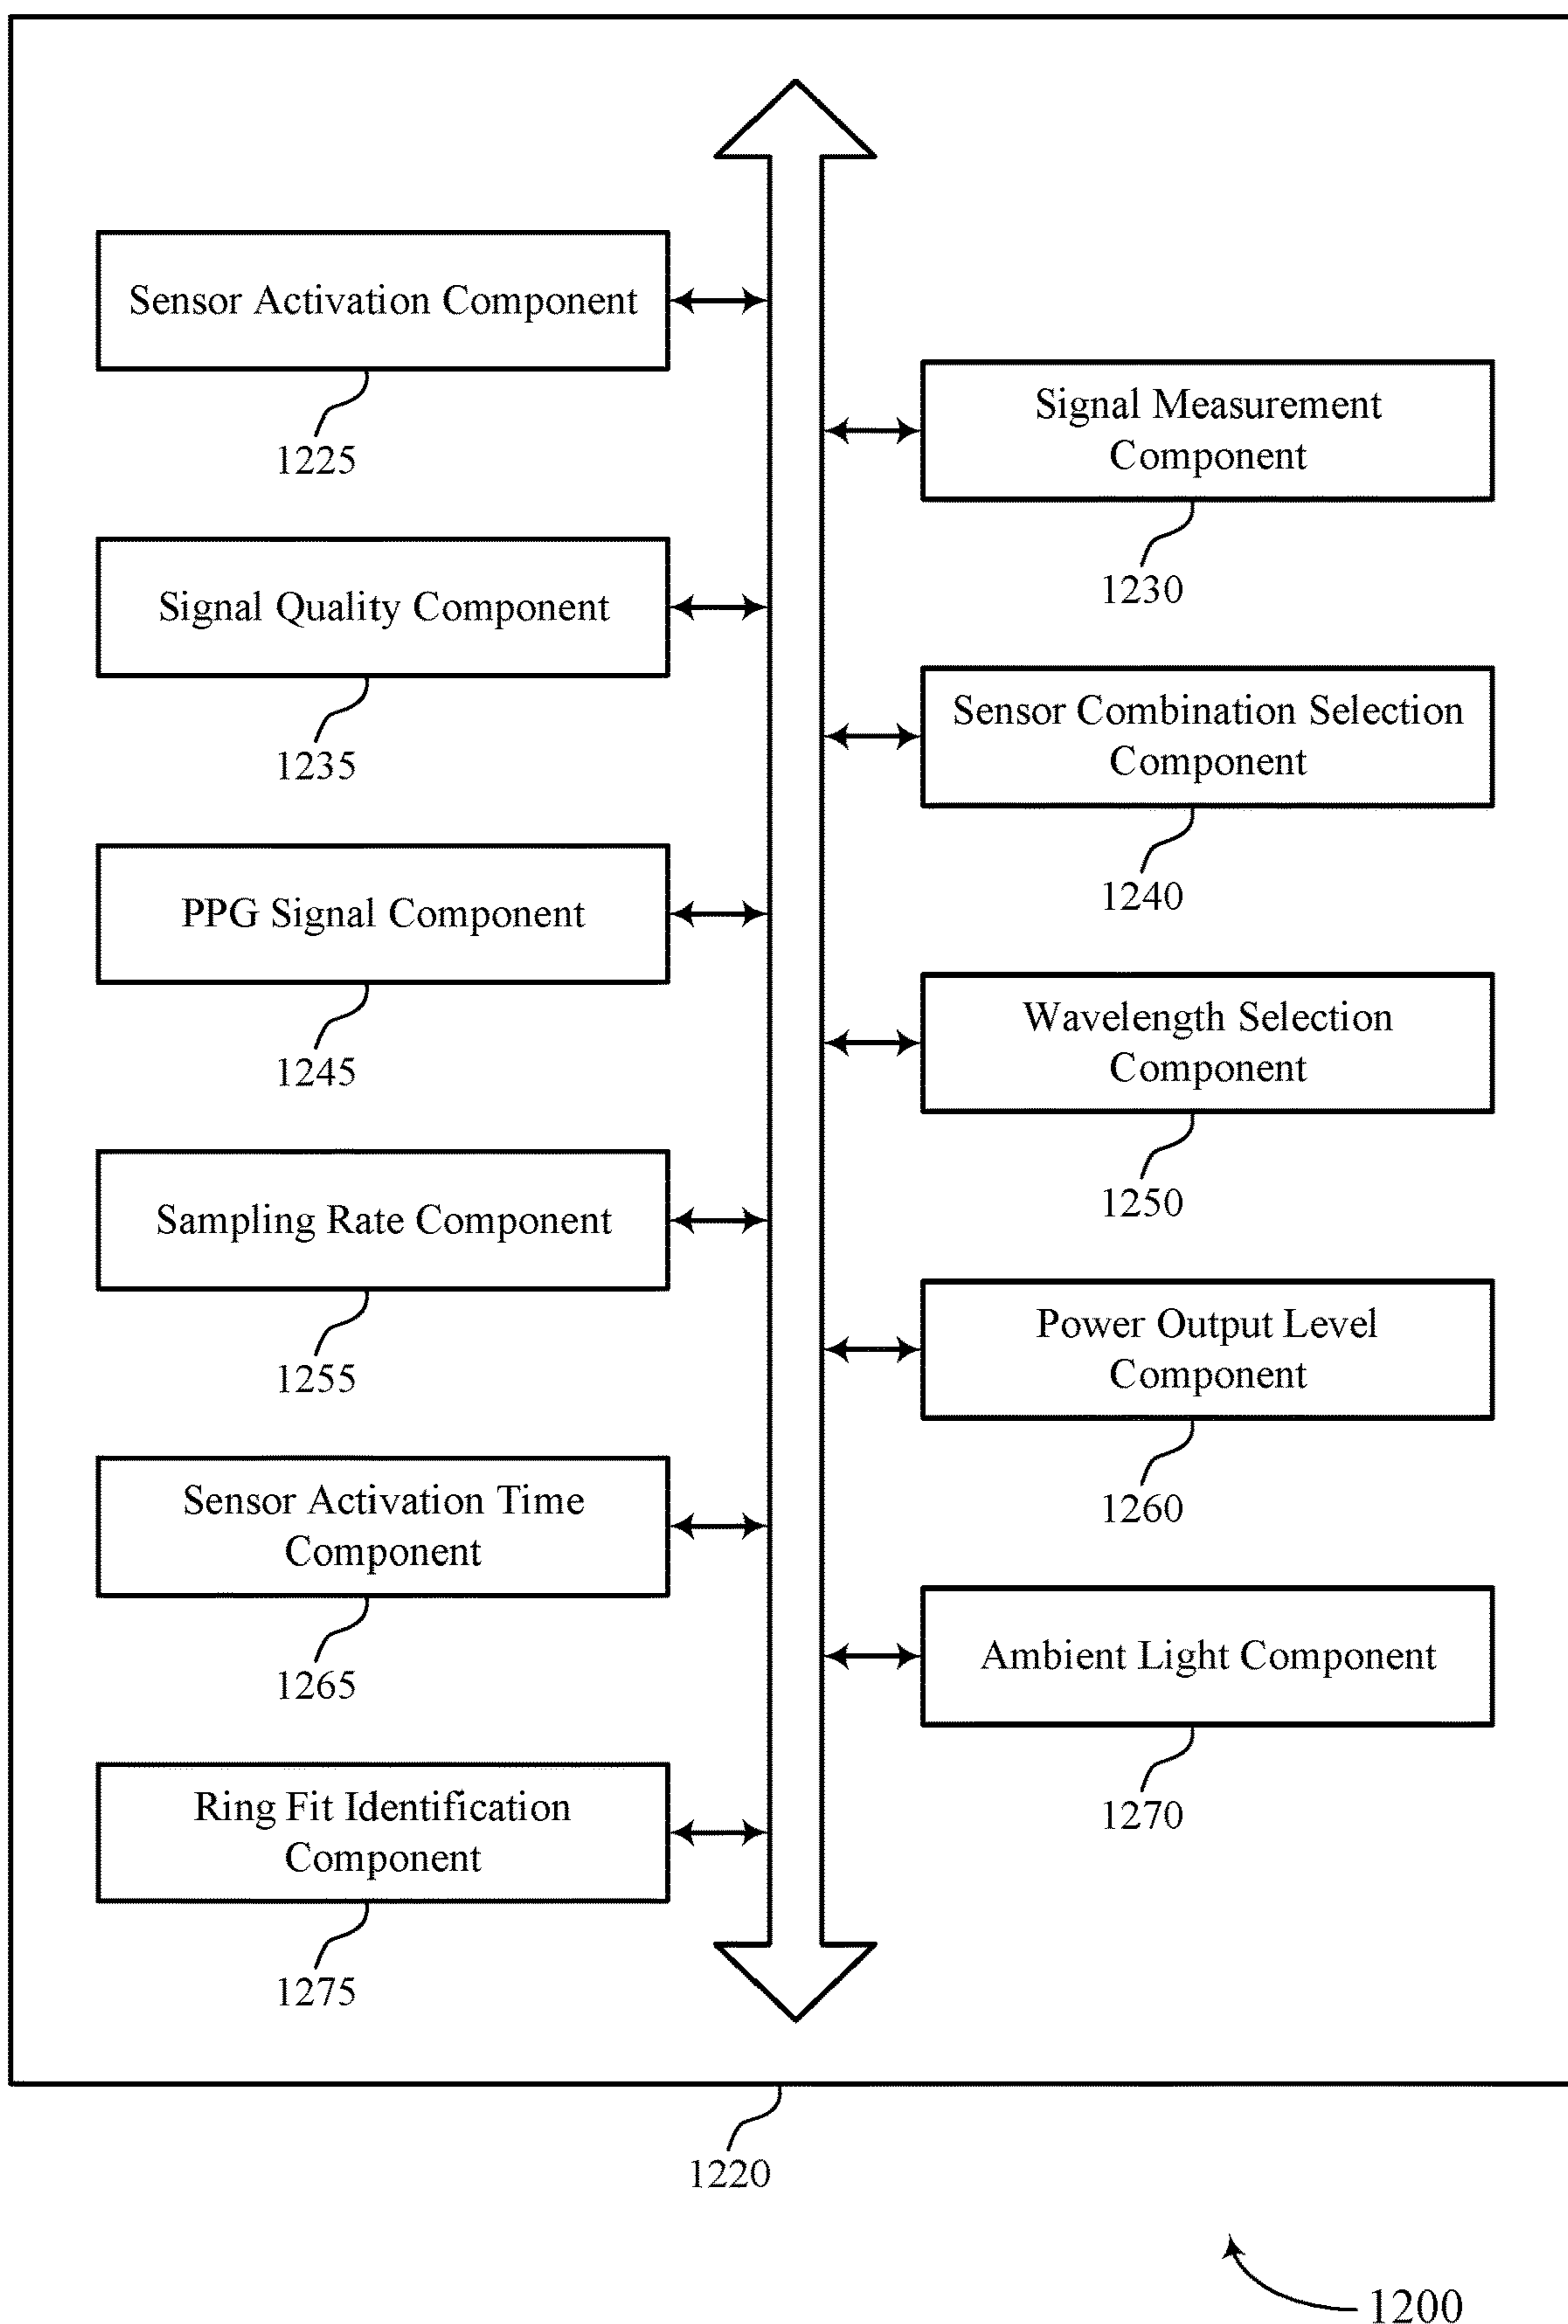 Sensor Activation Component
1225
Signal Measurement
Component
1230
Signal Quality Component
1235
Sensor Combination Selection
Component
1240
PPG Signal Component
1245
Wavelength Selection
Component
1250
Sampling Rate Component
1255
Power Output Level
Component
1260
Sensor Activation Time
Component
1265
Ambient Light Component
1270
Ring Fit Identification
Component
1275
1220
1200